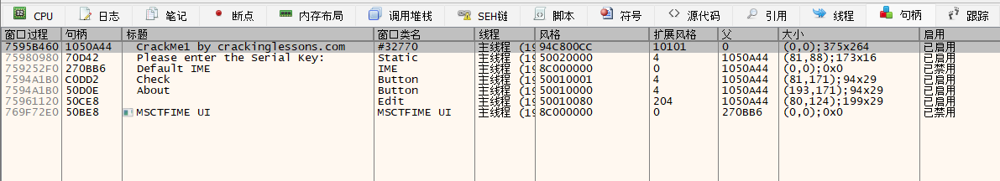 CPU 日志 笔记 断点 内存布局 调用堆栈 SEH链 脚本 符号 源代码 引用 线程 句柄 跟踪
窗口过程 句柄 标题 窗口类名 线程 风格 扩展风格 父 大小 启用
7595B460 1050A44 CrackMe1 by crackinglessons.com #32770 主线程 (19 94C800CC 10101 0 (0,0);375x264 已启用
75980980 70D42 Please enter the Serial Key: Static 主线程 (19 50020000 4 1050A44 (81,88);173x16 已启用
759252F0 270BB6 Default IME IME 主线程 (19 8C000000 0 1050A44 (0,0);0x0 已禁用
7594A1B0 C0DD2 Check Button 主线程 (19 50010001 4 1050A44 (81,171);94x29 已启用
7594A1B0 50D0E About Button 主线程 (19 50010000 4 1050A44 (193,171);94x29 已启用
75961120 50CE8 Edit 主线程 (19 50010080 204 1050A44 (80,124);199x29 已启用
769F72E0 50BE8 MSCTFIME UI MSCTFIME UI 主线程 (19 8C000000 0 270BB6 (0,0);0x0 已禁用